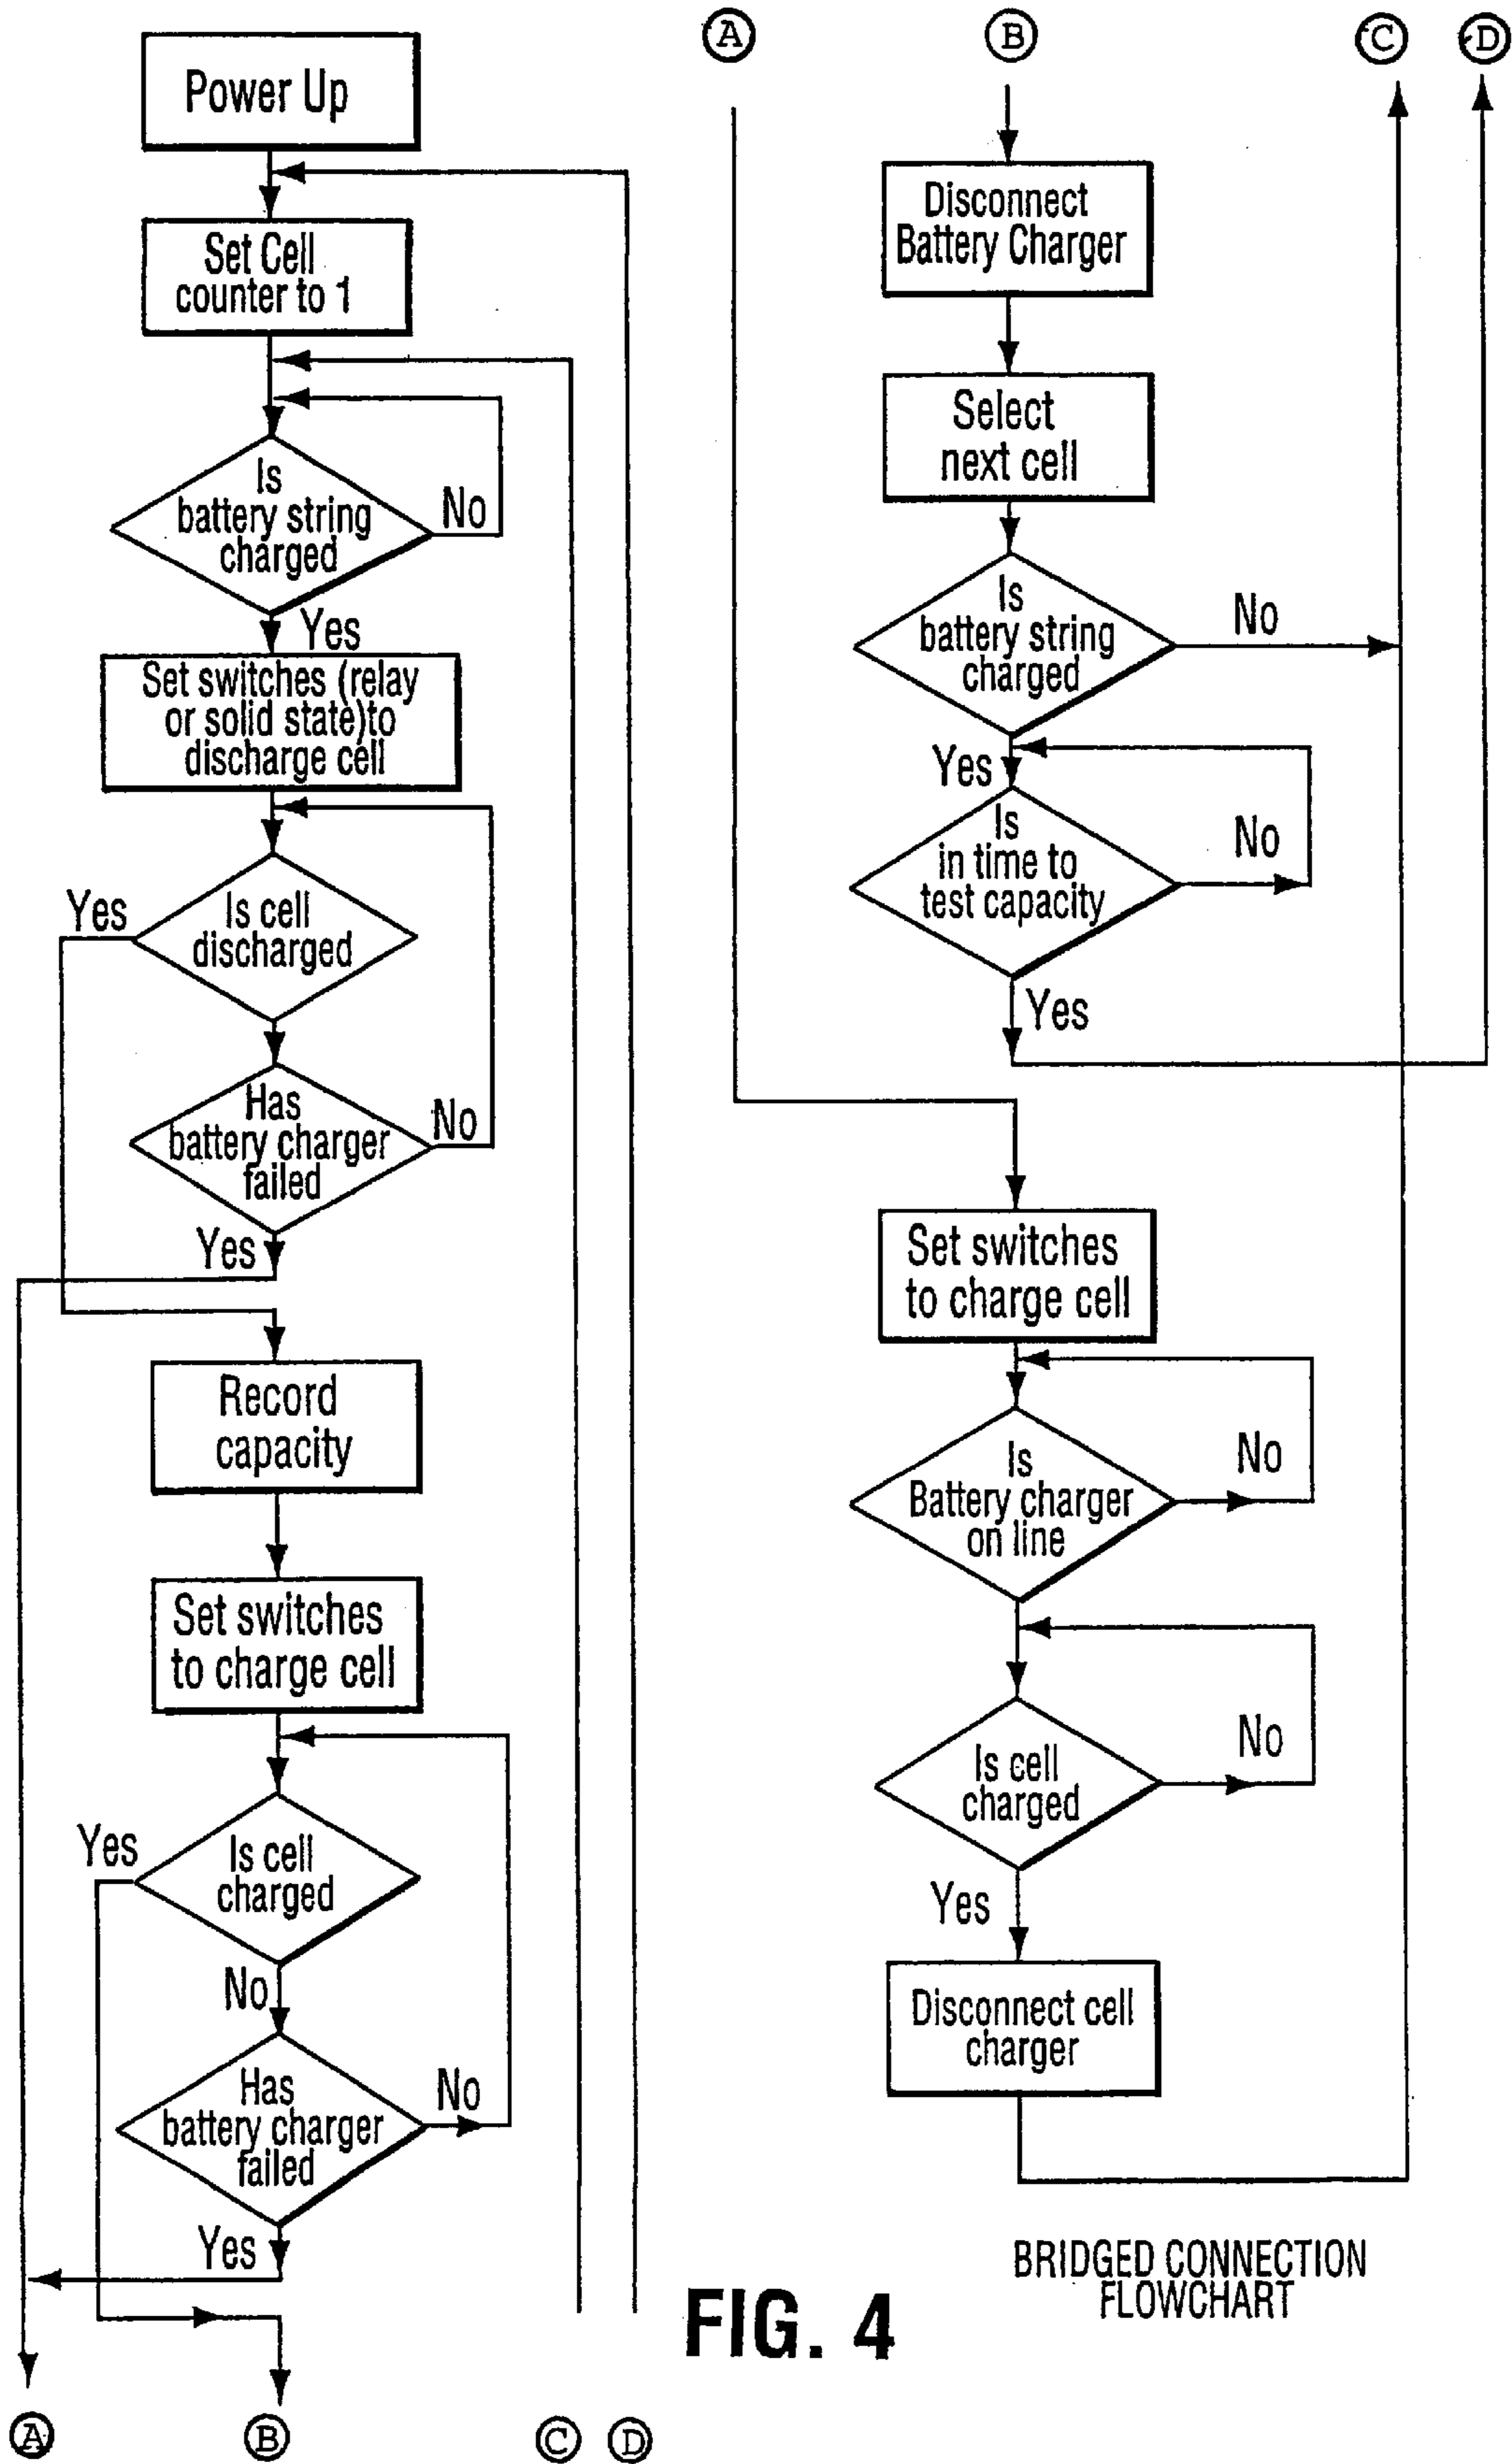 Power Up
Set Cell
counter to 1
Is
battery string
charged
No
Yes
Set switches (relay
or solid state)to
discharge cell
Is cell
discharged
Yes
Has
battery charger
failed
No
Yes
Record
capacity
Set switches
to charge cell
Is cell
charged
Yes
No
Has
battery charger
failed
No
Yes
A
B
C
D
A
B
C
D
Disconnect
Battery Charger
Select
next cell
Is
battery string
charged
No
Yes
Is
in time to
test capacity
No
Yes
Set switches
to charge cell
Is
Battery charger
on line
No
Is cell
charged
No
Yes
Disconnect cell
charger
BRIDGED CONNECTION
FLOWCHART
FIG. 4